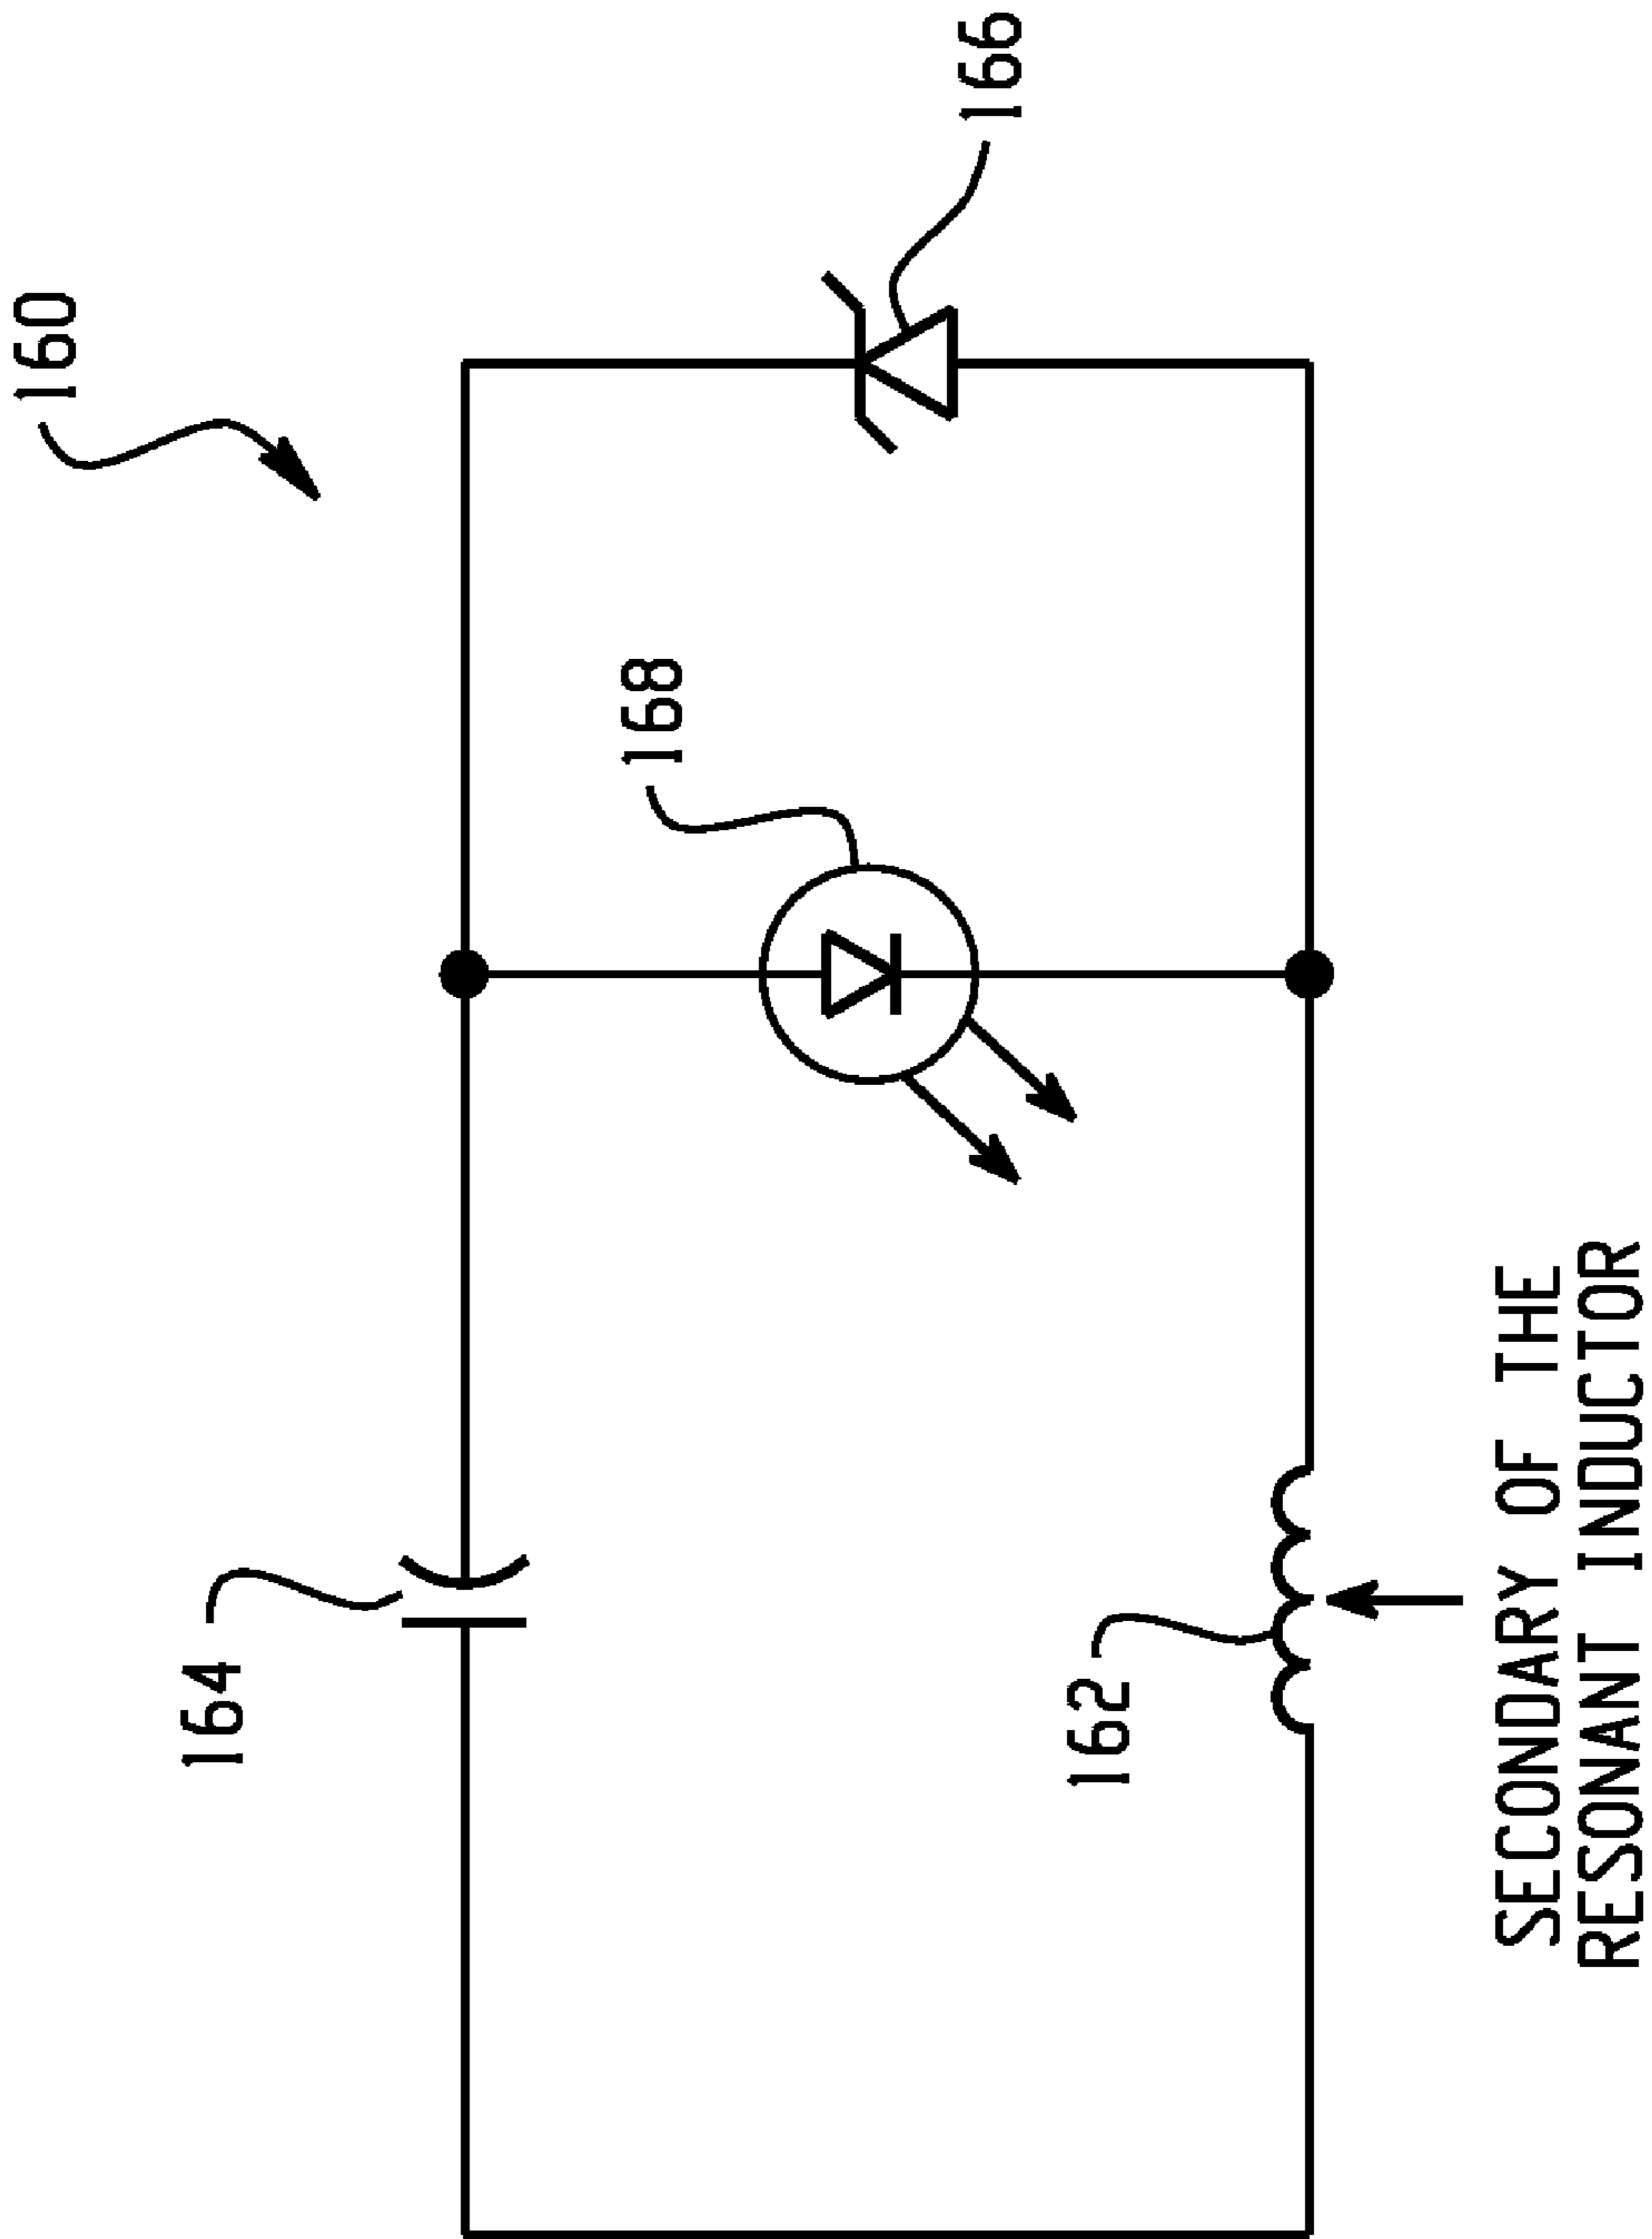 160
166
168
164
162
SECONDARY OF THE
RESONANT INDUCTOR